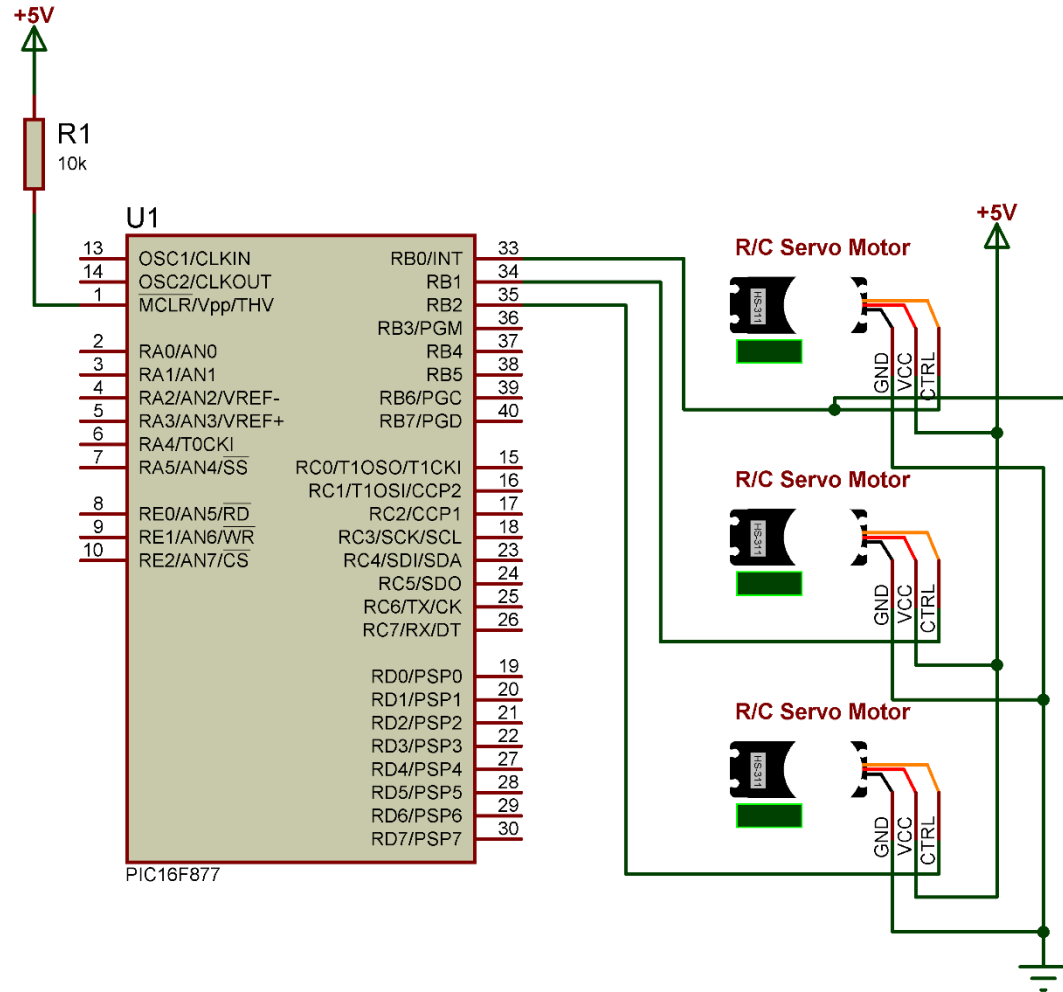 +5V
R1
10k
U1
13 OSC1/CLKIN
14 OSC2/CLKOUT
1 MCLR/Vpp/THV
2 RA0/AN0
3 RA1/AN1
4 RA2/AN2/VREF-
5 RA3/AN3/VREF+
6 RA4/T0CKI
7 RA5/AN4/SS
8 RE0/AN5/RD
9 RE1/AN6/WR
10 RE2/AN7/CS
RB0/INT 33
RB1 34
RB2 35
RB3/PGM 36
RB4 37
RB5 38
RB6/PGC 39
RB7/PGD 40
RC0/T1OSO/T1CKI 15
RC1/T1OSI/CCP2 16
RC2/CCP1 17
RC3/SCK/SCL 18
RC4/SDI/SDA 23
RC5/SDO 24
RC6/TX/CK 25
RC7/RX/DT 26
RD0/PSP0 19
RD1/PSP1 20
RD2/PSP2 21
RD3/PSP3 22
RD4/PSP4 27
RD5/PSP5 28
RD6/PSP6 29
RD7/PSP7 30
PIC16F877
+5V
R/C Servo Motor
HS-311
GND
VCC
CTRL
R/C Servo Motor
HS-311
GND
VCC
CTRL
R/C Servo Motor
HS-311
GND
VCC
CTRL